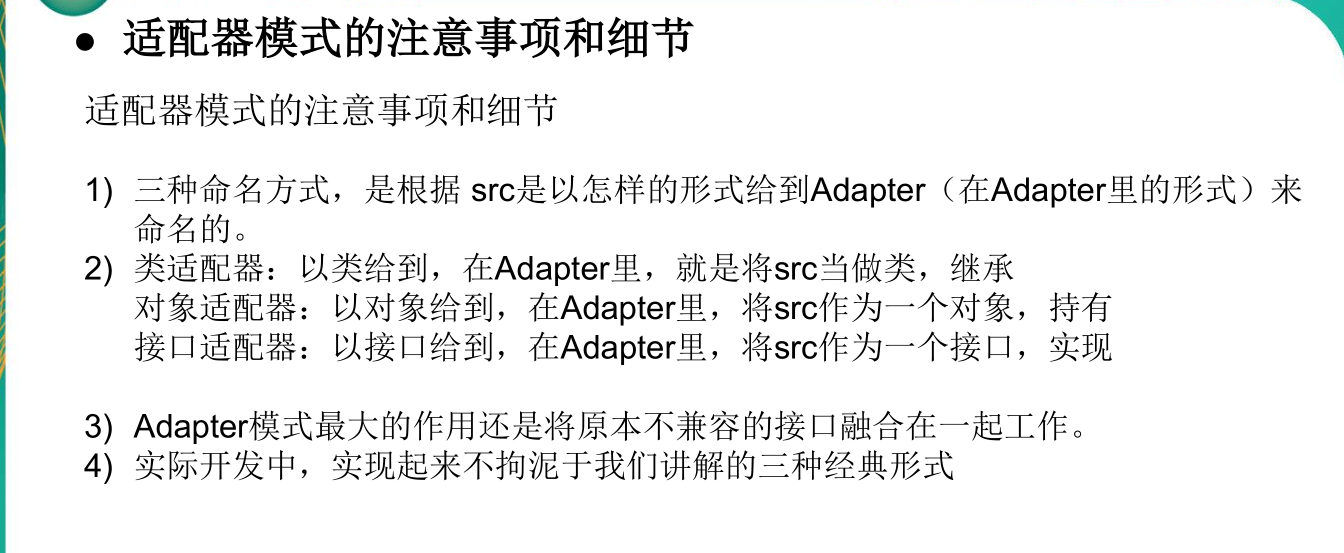 ● 适配器模式的注意事项和细节
适配器模式的注意事项和细节
1) 三种命名方式，是根据 src是以怎样的形式给到Adapter（在Adapter里的形式）来
命名的。
2) 类适配器：以类给到，在Adapter里，就是将src当做类，继承
对象适配器：以对象给到，在Adapter里，将src作为一个对象，持有
接口适配器：以接口给到，在Adapter里，将src作为一个接口，实现
3) Adapter模式最大的作用还是将原本不兼容的接口融合在一起工作。
4) 实际开发中，实现起来不拘泥于我们讲解的三种经典形式